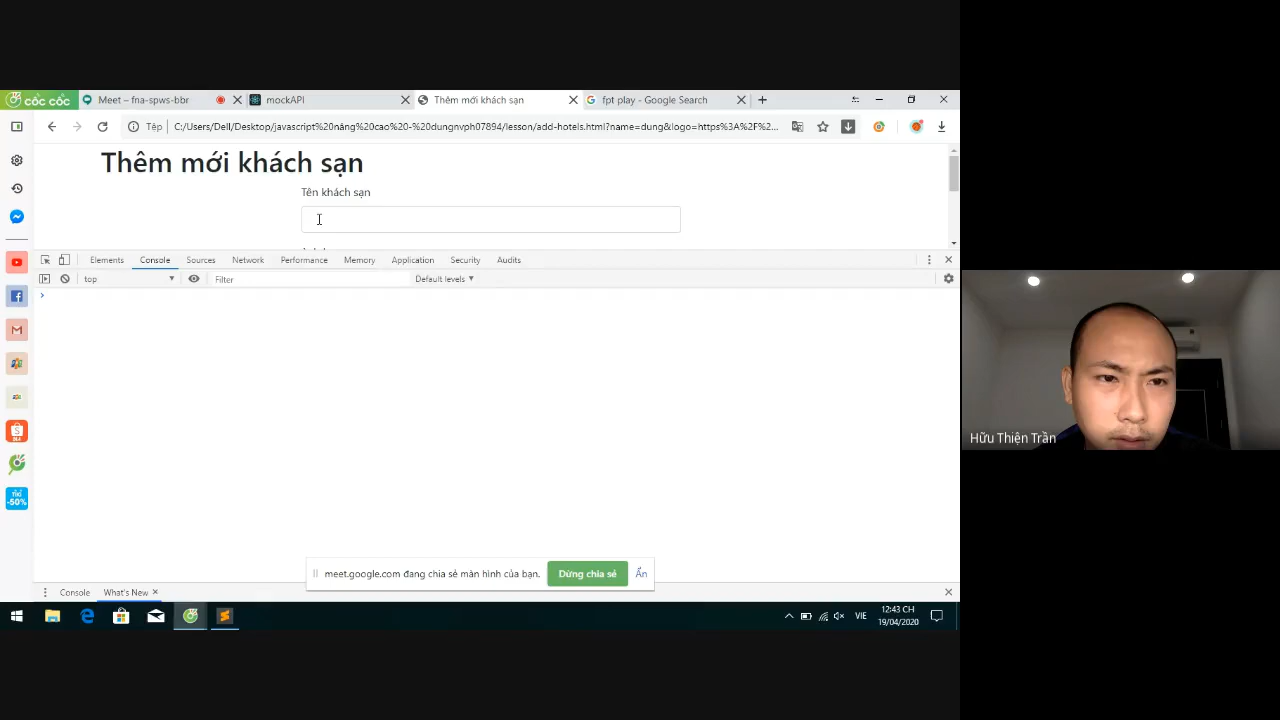 cốc cốc
Meet – fna-spws-bbr
mockAPI
Thêm mới khách sạn
fpt play - Google Search
Tệp
C:/Users/Dell/Desktop/javascript%20nâng%20cao%20-%20dungnvph07894/lesson/add-hotels.html?name=dung&logo=https%3A%2F%2...
Thêm mới khách sạn
Tên khách sạn
Elements Console Sources Network Performance Memory Application Security Audits
top Filter Default levels
meet.google.com đang chia sẻ màn hình của bạn. Dừng chia sẻ Ẩn
Console What's New
VIE
12:43 CH
19/04/2020
TIKI
-50%
Hữu Thiện Trần